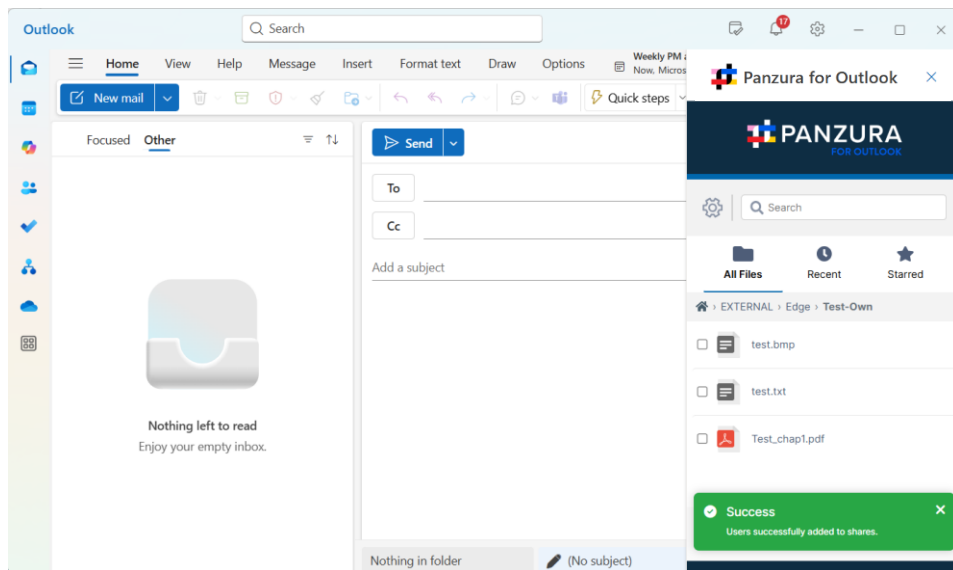 Outlook
Search
17
Home View Help Message Insert Format text Draw Options
Weekly PM
Now, Micros
New mail
Quick steps
Panzura for Outlook
PANZURA
FOR OUTLOOK
Focused Other
Send
To
Cc
Add a subject
Search
All Files Recent Starred
EXTERNAL › Edge › Test-Own
test.bmp
test.txt
Test_chap1.pdf
Nothing left to read
Enjoy your empty inbox.
Success
Users successfully added to shares.
Nothing in folder
(No subject)